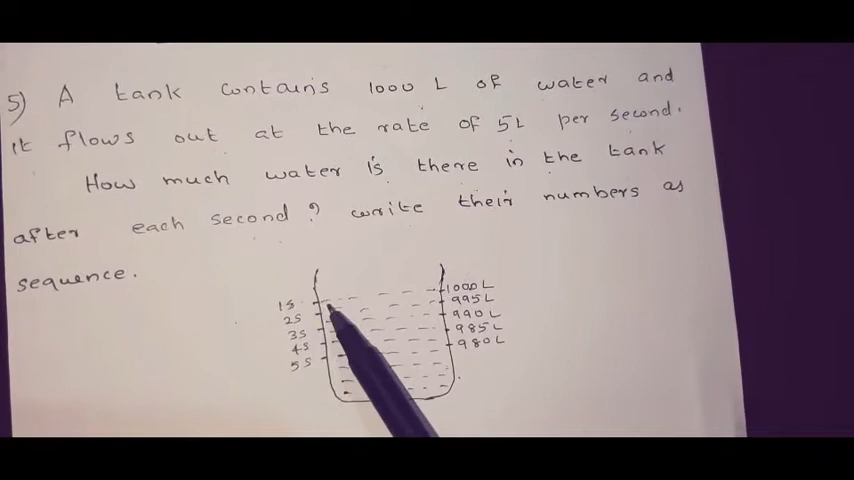 5) A tank contains 1000 L of water and
it flows out at the rate of 5L per second.
How much water is there in the tank
after each second? write their numbers as
sequence.
1000 L
1S 995 L
2S 990 L
3S 985 L
4S 980 L
5S